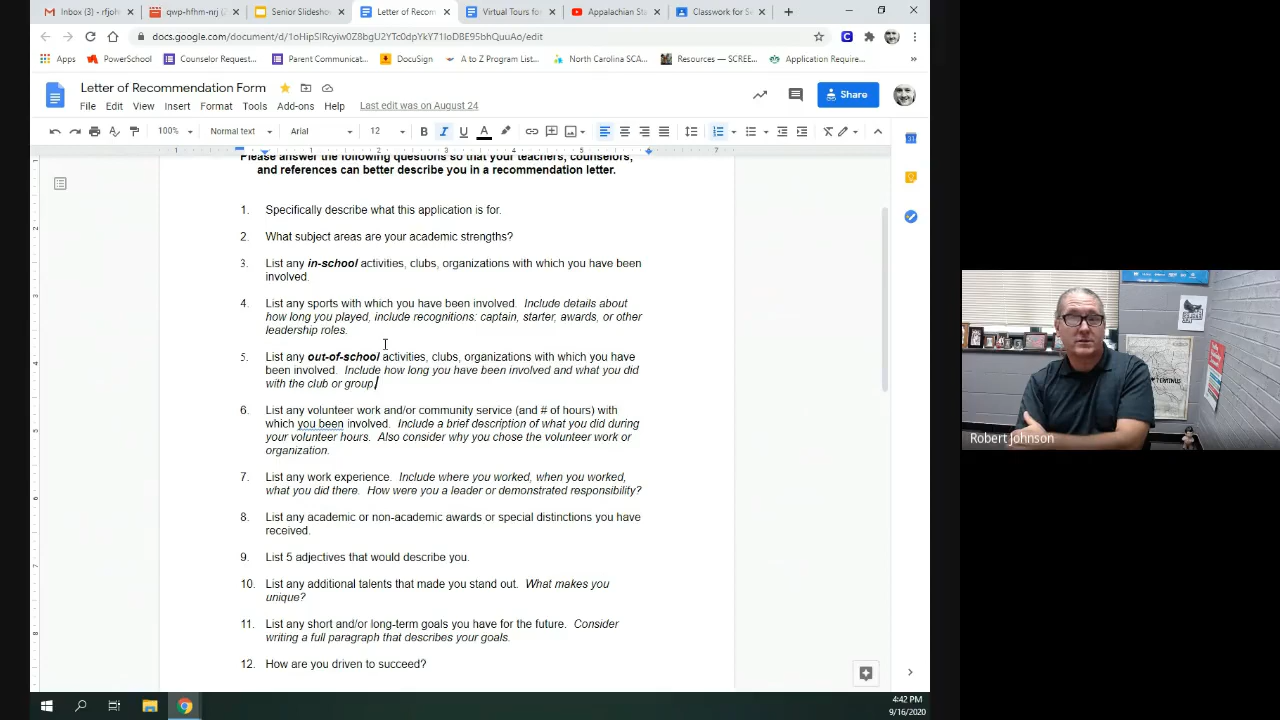 Inbox (3) - rfjohn
qwp-hfhm-nrj (2
Senior Slidesho
Letter of Recom
Virtual Tours fo
Appalachian Sta
Classwork for S
docs.google.com/document/d/
/edit
Apps
PowerSchool
Counselor Request...
Parent Communicat...
DocuSign
A to Z Program List...
North Carolina SCA...
Resources — SCREE...
Application Require...
Letter of Recommendation Form
Share
File Edit View Insert Format Tools Add-ons Help Last edit was on August 24
100% Normal text Arial 12 B I U A
Please answer the following questions so that your teachers, counselors,
and references can better describe you in a recommendation letter.
1. Specifically describe what this application is for.
2. What subject areas are your academic strengths?
3. List any in-school activities, clubs, organizations with which you have been
involved.
4. List any sports with which you have been involved. Include details about
how long you played, include recognitions: captain, starter, awards, or other
leadership roles.
5. List any out-of-school activities, clubs, organizations with which you have
been involved. Include how long you have been involved and what you did
with the club or group.
6. List any volunteer work and/or community service (and # of hours) with
which you been involved. Include a brief description of what you did during
your volunteer hours. Also consider why you chose the volunteer work or
organization.
7. List any work experience. Include where you worked, when you worked,
what you did there. How were you a leader or demonstrated responsibility?
8. List any academic or non-academic awards or special distinctions you have
received.
9. List 5 adjectives that would describe you.
10. List any additional talents that made you stand out. What makes you
unique?
11. List any short and/or long-term goals you have for the future. Consider
writing a full paragraph that describes your goals.
12. How are you driven to succeed?
4:42 PM
9/16/2020
Robert Johnson